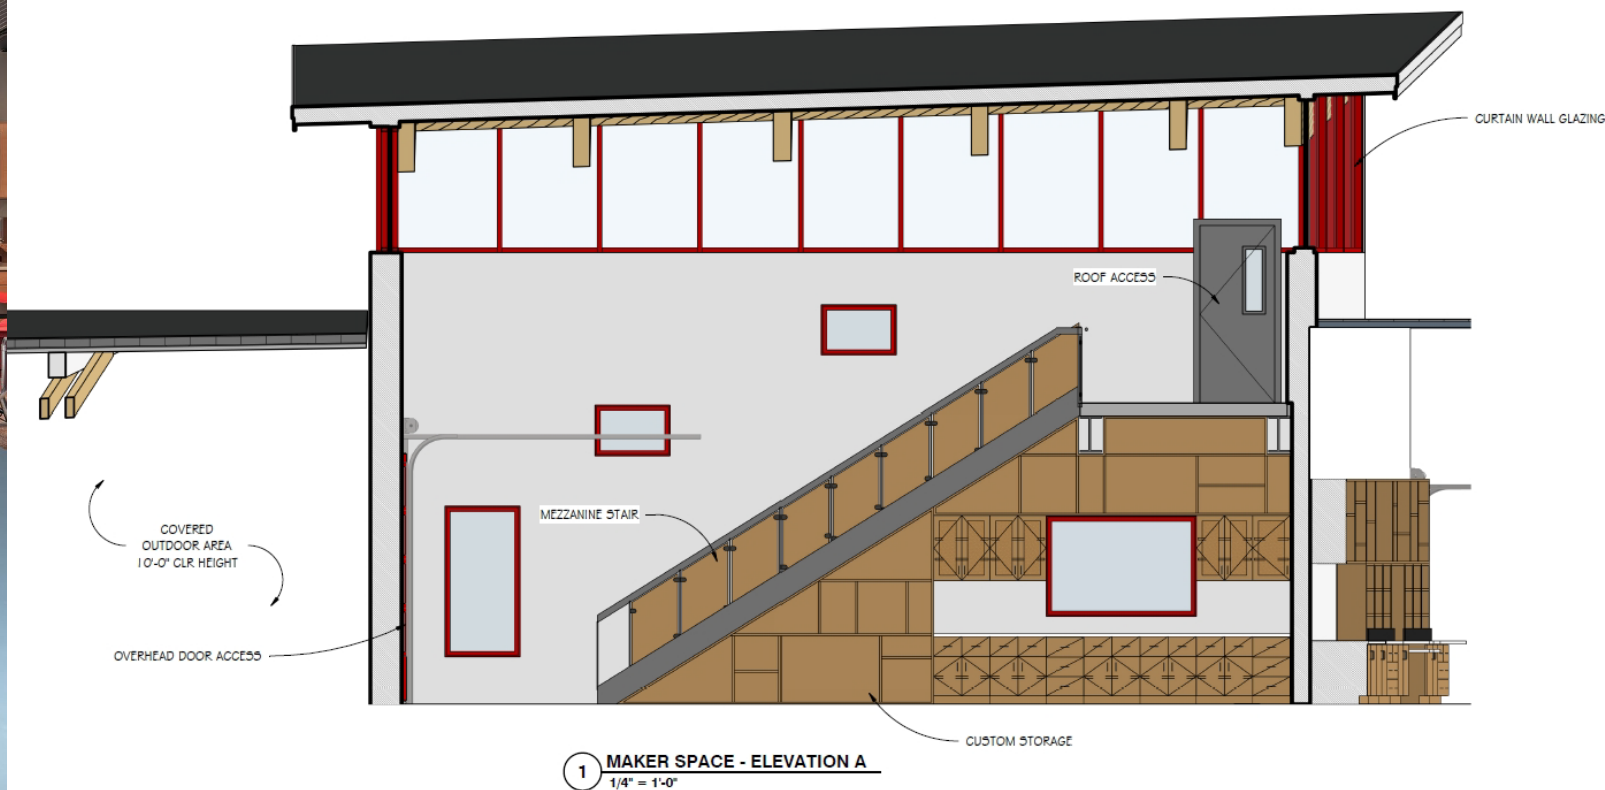 CURTAIN WALL GLAZING
ROOF ACCESS
MEZZANINE STAIR
COVERED
OUTDOOR AREA
10'-0" CLR HEIGHT
OVERHEAD DOOR ACCESS
CUSTOM STORAGE
1 MAKER SPACE - ELEVATION A
1/4" = 1'-0"